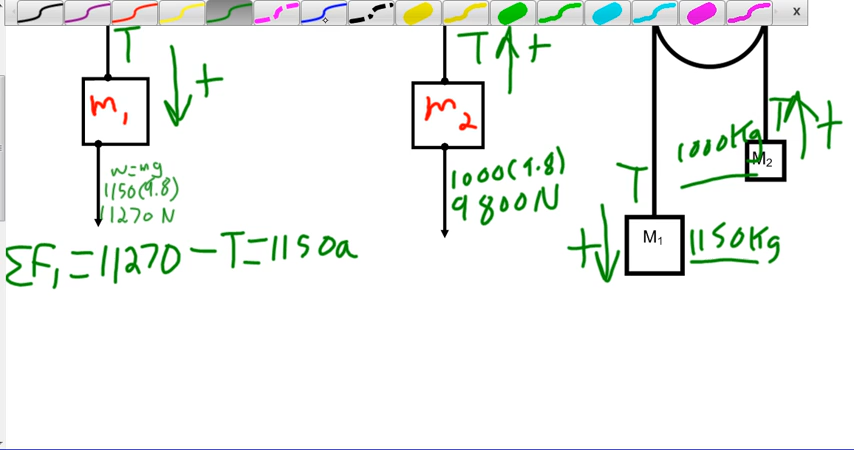 T
+
m1
w=mg
1150(9.8)
11270 N
ΣF1 = 11270 - T = 1150a
T
+
m2
1000(9.8)
9800N
T
+
1000Kg
M2
T
+
M1
1150Kg
x